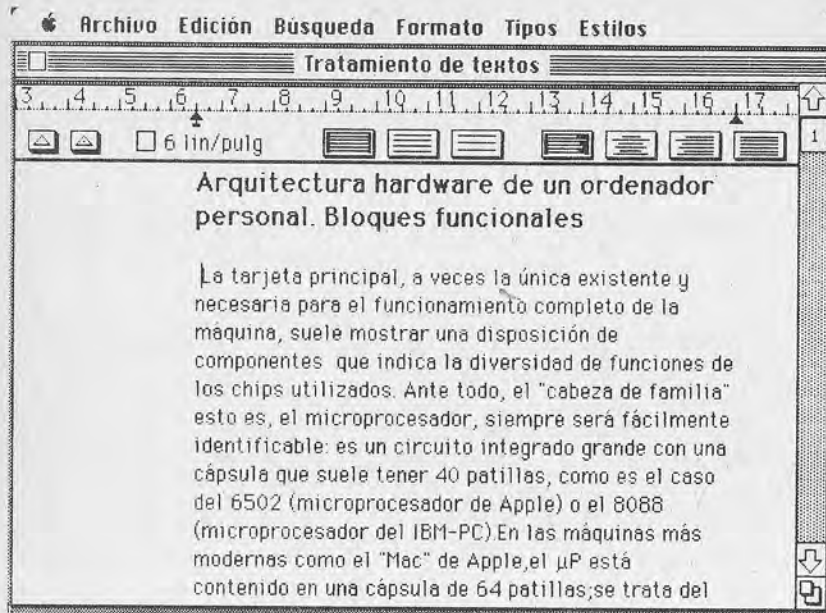 Archivo Edición Búsqueda Formato Tipos Estilos
Tratamiento de textos
3 4 5 6 7 8 9 10 11 12 13 14 15 16 17
6 lin/pulg
1
Arquitectura hardware de un ordenador
personal. Bloques funcionales
La tarjeta principal, a veces la única existente y
necesaria para el funcionamiento completo de la
máquina, suele mostrar una disposición de
componentes que indica la diversidad de funciones de
los chips utilizados. Ante todo, el "cabeza de familia"
esto es, el microprocesador, siempre será fácilmente
identificable: es un circuito integrado grande con una
cápsula que suele tener 40 patillas, como es el caso
del 6502 (microprocesador de Apple) o el 8088
(microprocesador del IBM-PC).En las máquinas más
modernas como el "Mac" de Apple,el µP está
contenido en una cápsula de 64 patillas;se trata del